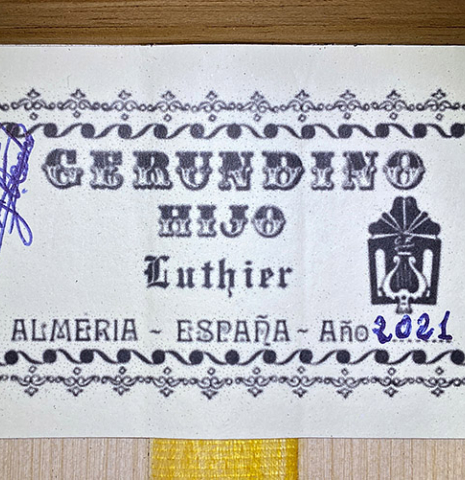 GERUNDINO
HIJO
Luthier
ALMERIA ~ ESPAÑA ~ Año 2021